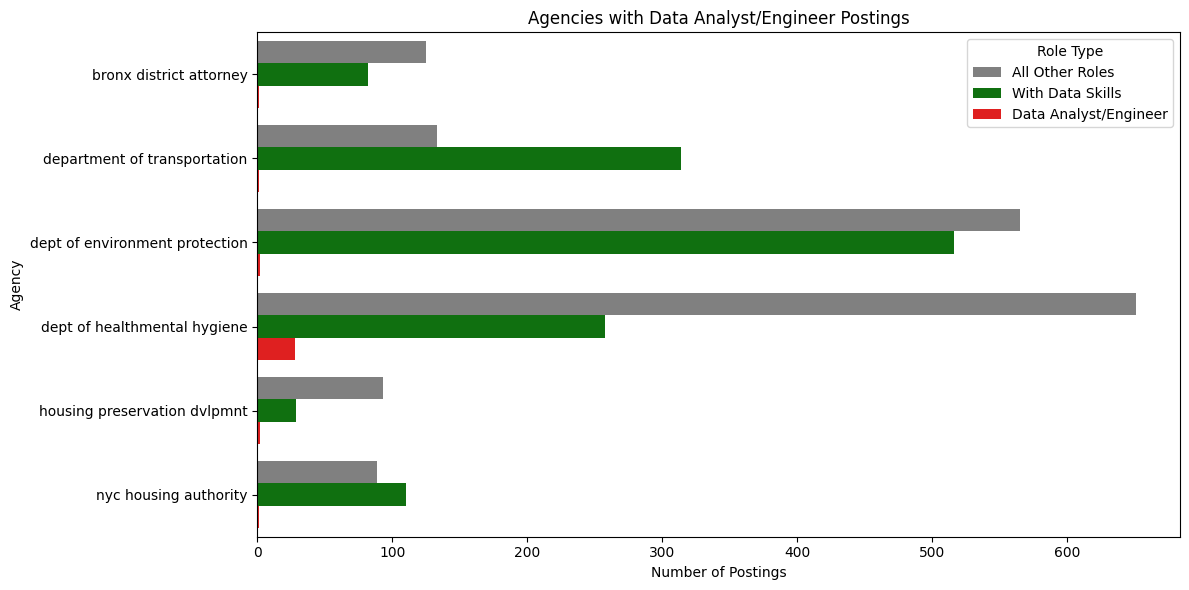 Agencies with Data Analyst/Engineer Postings
Role Type
All Other Roles
With Data Skills
Data Analyst/Engineer
Agency
bronx district attorney
department of transportation
dept of environment protection
dept of healthmental hygiene
housing preservation dvlpmnt
nyc housing authority
0 100 200 300 400 500 600
Number of Postings